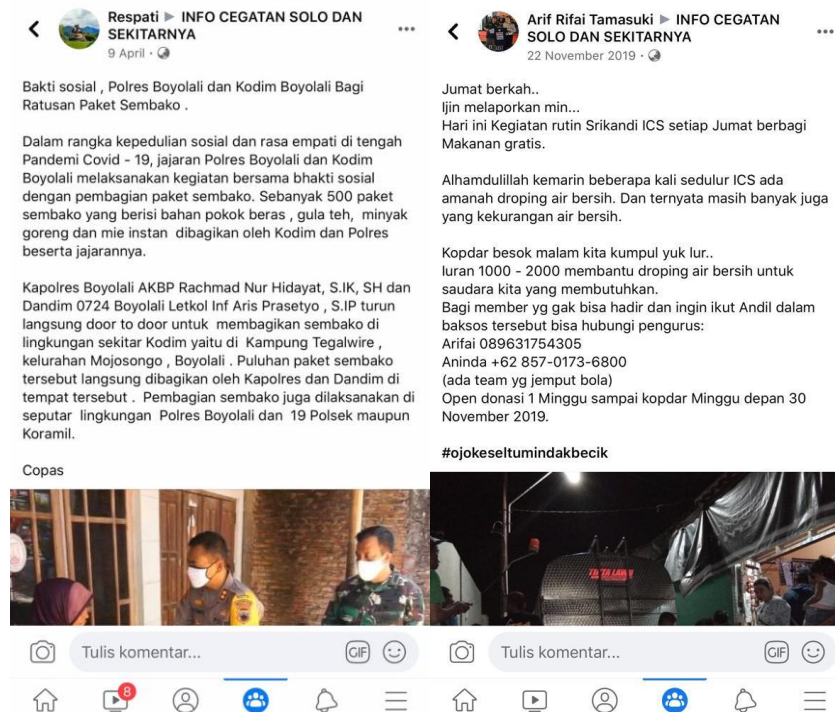 Respati ▶ INFO CEGATAN SOLO DAN
SEKITARNYA
9 April ·
Bakti sosial , Polres Boyolali dan Kodim Boyolali Bagi
Ratusan Paket Sembako .
Dalam rangka kepedulian sosial dan rasa empati di tengah
Pandemi Covid - 19, jajaran Polres Boyolali dan Kodim
Boyolali melaksanakan kegiatan bersama bhakti sosial
dengan pembagian paket sembako. Sebanyak 500 paket
sembako yang berisi bahan pokok beras , gula teh, minyak
goreng dan mie instan dibagikan oleh Kodim dan Polres
beserta jajarannya.
Kapolres Boyolali AKBP Rachmad Nur Hidayat, S.IK, SH dan
Dandim 0724 Boyolali Letkol Inf Aris Prasetyo , S.IP turun
langsung door to door untuk membagikan sembako di
lingkungan sekitar Kodim yaitu di Kampung Tegalwire ,
kelurahan Mojosongo , Boyolali . Puluhan paket sembako
tersebut langsung dibagikan oleh Kapolres dan Dandim di
tempat tersebut . Pembagian sembako juga dilaksanakan di
seputar lingkungan Polres Boyolali dan 19 Polsek maupun
Koramil.
Copas
Tulis komentar...
GIF
8
Arif Rifai Tamasuki ▶ INFO CEGATAN
SOLO DAN SEKITARNYA
22 November 2019 ·
Jumat berkah..
Ijin melaporkan min...
Hari ini Kegiatan rutin Srikandi ICS setiap Jumat berbagi
Makanan gratis.
Alhamdulillah kemarin beberapa kali sedulur ICS ada
amanah droping air bersih. Dan ternyata masih banyak juga
yang kekurangan air bersih.
Kopdar besok malam kita kumpul yuk lur..
Iuran 1000 - 2000 membantu droping air bersih untuk
saudara kita yang membutuhkan.
Bagi member yg gak bisa hadir dan ingin ikut Andil dalam
baksos tersebut bisa hubungi pengurus:
Arifai 089631754305
Aninda +62 857-0173-6800
(ada team yg jemput bola)
Open donasi 1 Minggu sampai kopdar Minggu depan 30
November 2019.
#ojokeseltumindakbecik
TIRTA LAWU
Tulis komentar...
GIF